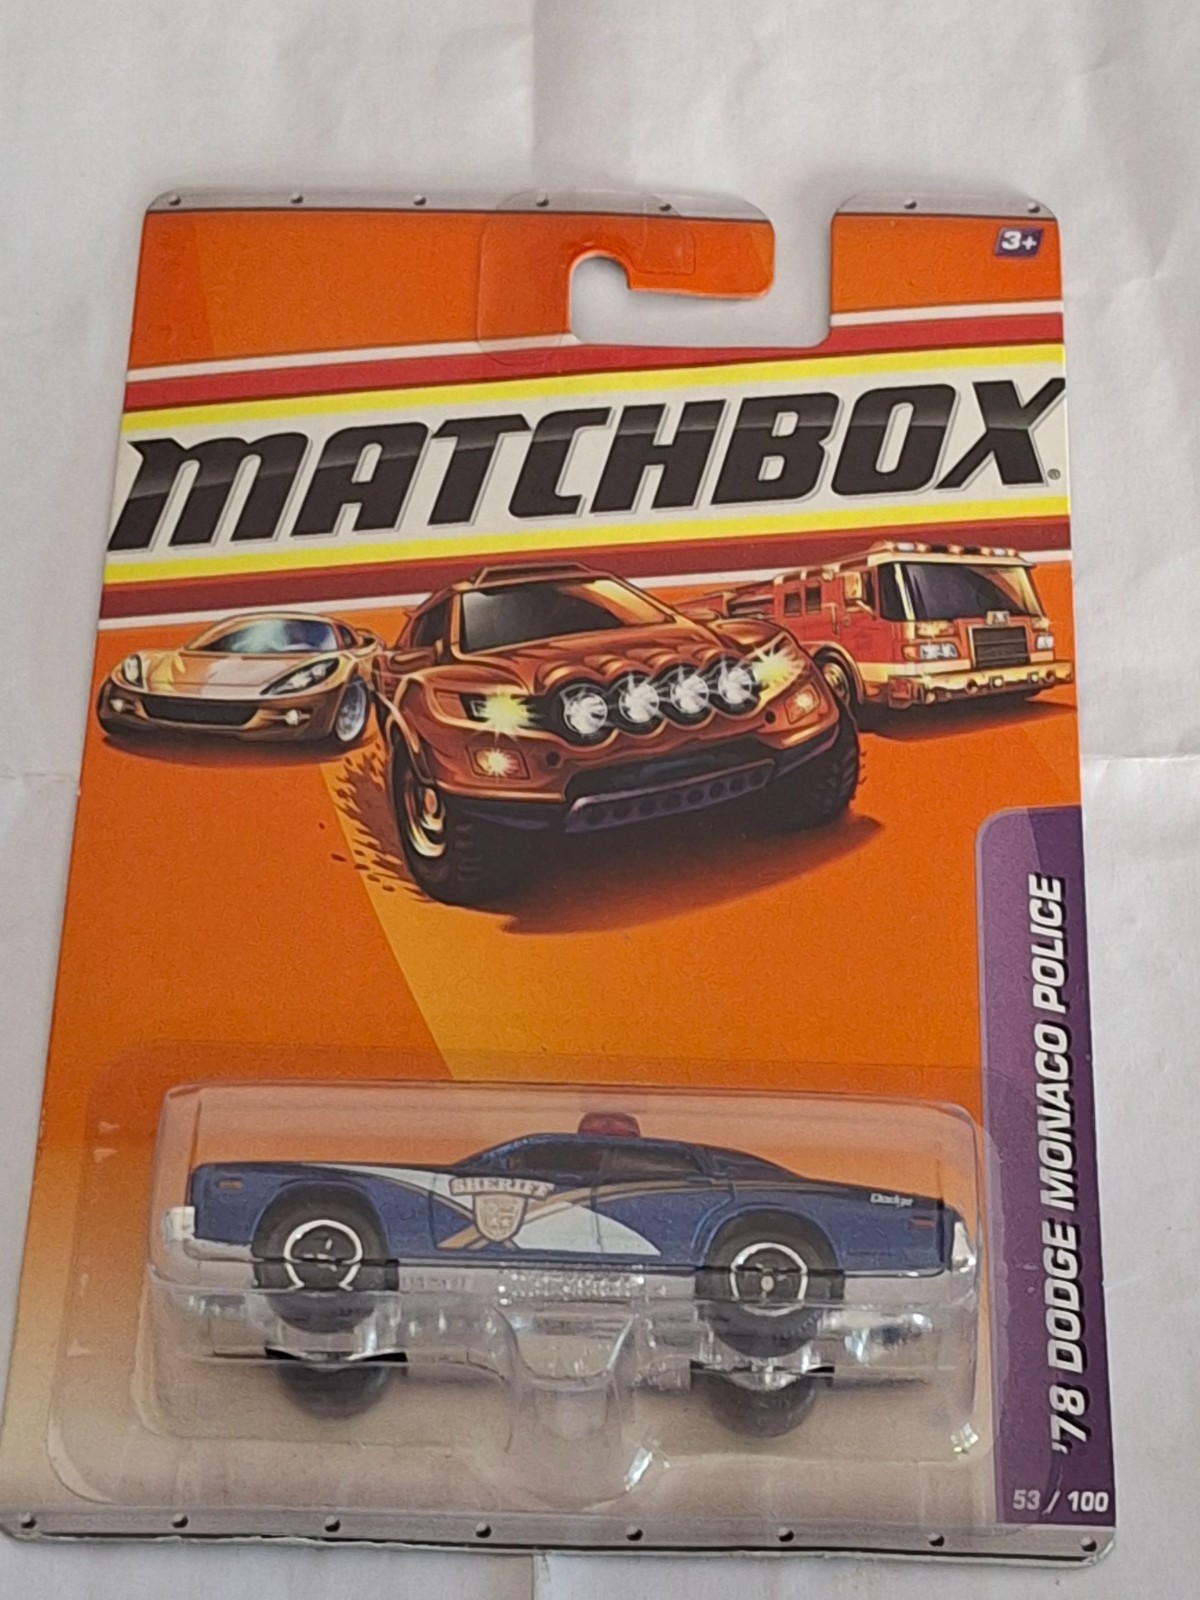 3+
MATCHBOX®
'78 DODGE MONACO POLICE
SHERIFF
Dodge
53 / 100